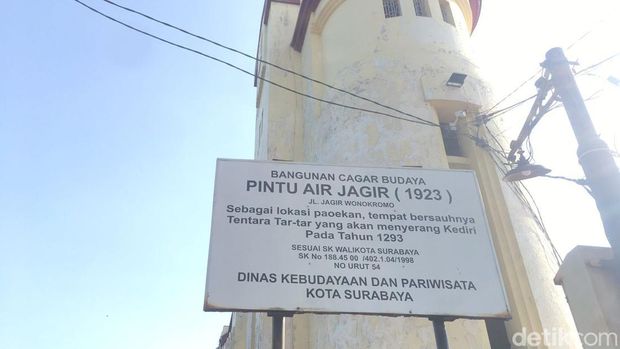 BANGUNAN CAGAR BUDAYA
PINTU AIR JAGIR ( 1923 )
JL. JAGIR WONOKROMO
Sebagai lokasi paoekan, tempat bersauhnya
Tentara Tar-tar yang akan menyerang Kediri
Pada Tahun 1293
SESUAI SK WALIKOTA SURABAYA
SK No 188.45 00 /402.1.04/1998
NO URUT 54
DINAS KEBUDAYAAN DAN PARIWISATA
KOTA SURABAYA
detikcom